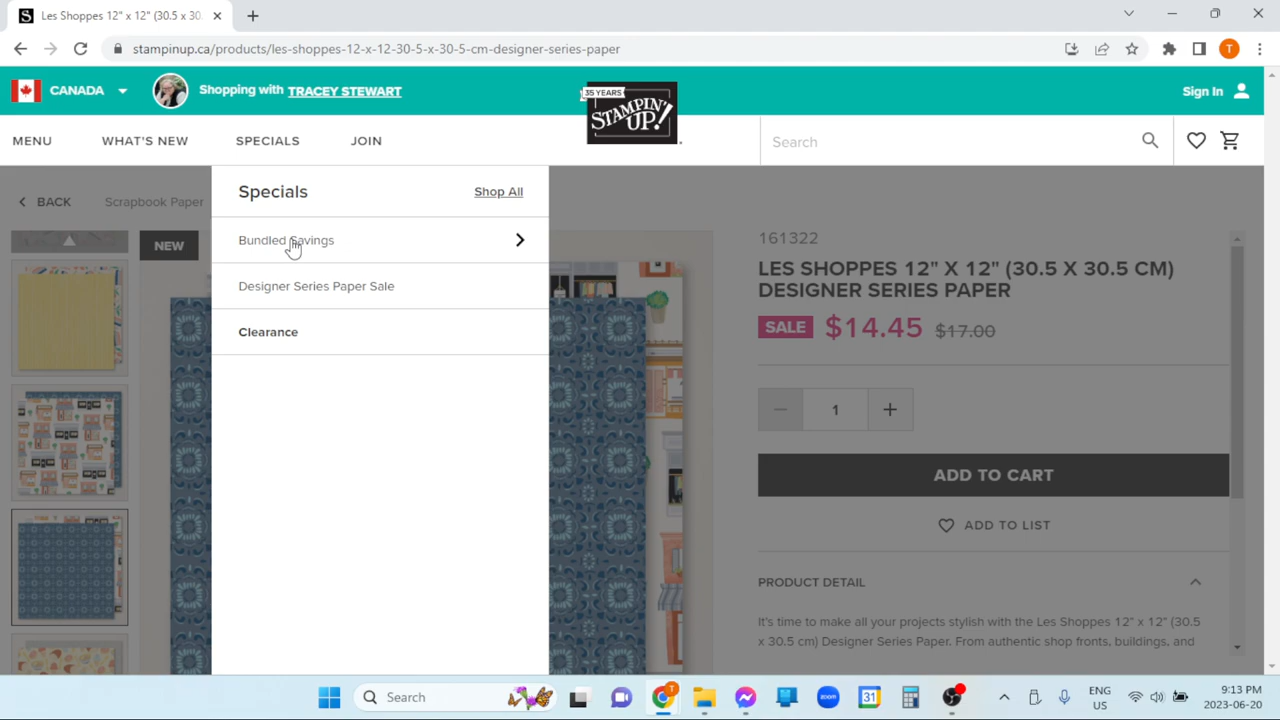 Les Shoppes 12" x 12" (30.5 x 30.
stampinup.ca/products/les-shoppes-12-x-12-30-5-x-30-5-cm-designer-series-paper
T
CANADA
Shopping with TRACEY STEWART
35 YEARS
STAMPIN' UP!
Sign In
MENU
WHAT'S NEW
SPECIALS
JOIN
Search
BACK
Scrapbook Paper
Specials
Shop All
NEW
Bundled Savings
Designer Series Paper Sale
Clearance
161322
LES SHOPPES 12" X 12" (30.5 X 30.5 CM)
DESIGNER SERIES PAPER
SALE $14.45 $17.00
1
ADD TO CART
ADD TO LIST
PRODUCT DETAIL
It's time to make all your projects stylish with the Les Shoppes 12" x 12" (30.5
x 30.5 cm) Designer Series Paper. From authentic shop fronts, buildings, and
Search
zoom
31
ENG
US
9:13 PM
2023-06-20